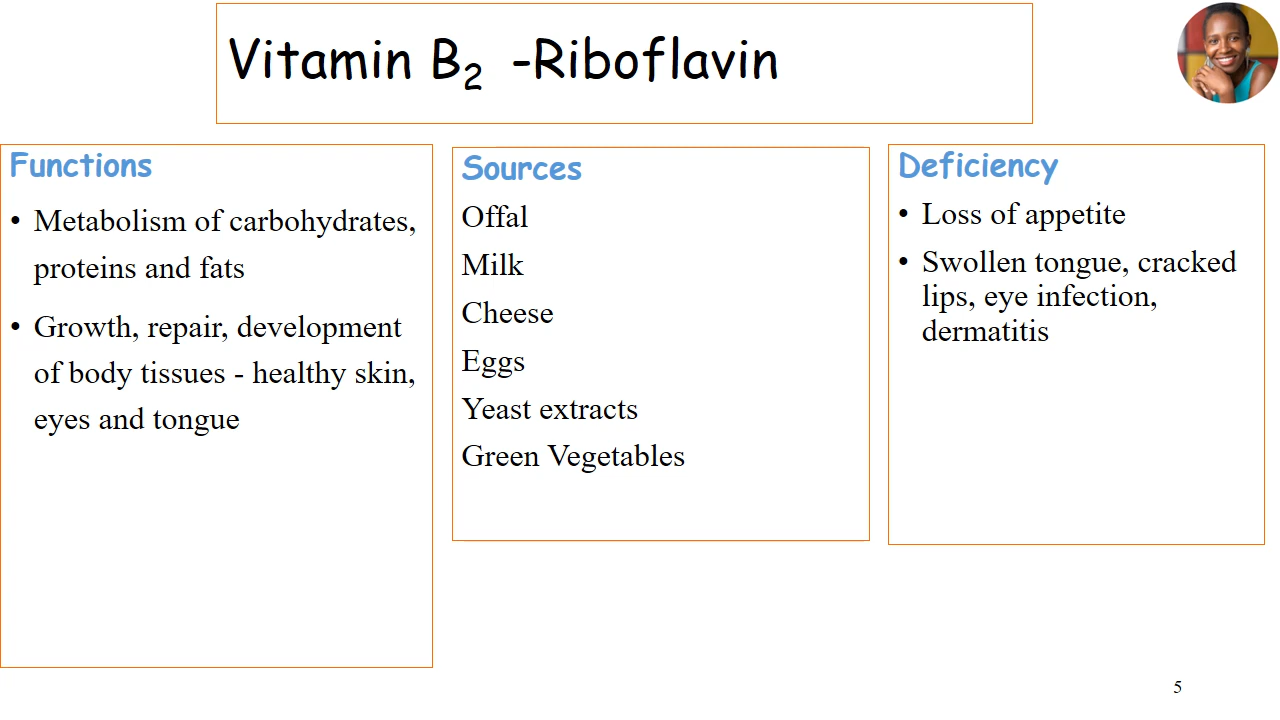 Vitamin B₂ -Riboflavin
Functions
• Metabolism of carbohydrates,
proteins and fats
• Growth, repair, development
of body tissues - healthy skin,
eyes and tongue
Sources
Offal
Milk
Cheese
Eggs
Yeast extracts
Green Vegetables
Deficiency
• Loss of appetite
• Swollen tongue, cracked
lips, eye infection,
dermatitis
5